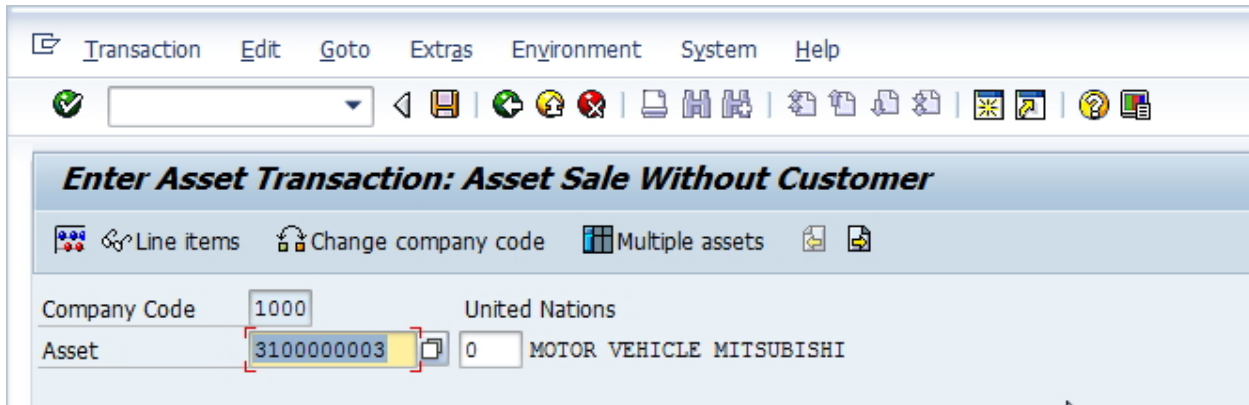 Transaction Edit Goto Extras Environment System Help
Enter Asset Transaction: Asset Sale Without Customer
Line items Change company code Multiple assets
Company Code 1000 United Nations
Asset 3100000003 0 MOTOR VEHICLE MITSUBISHI